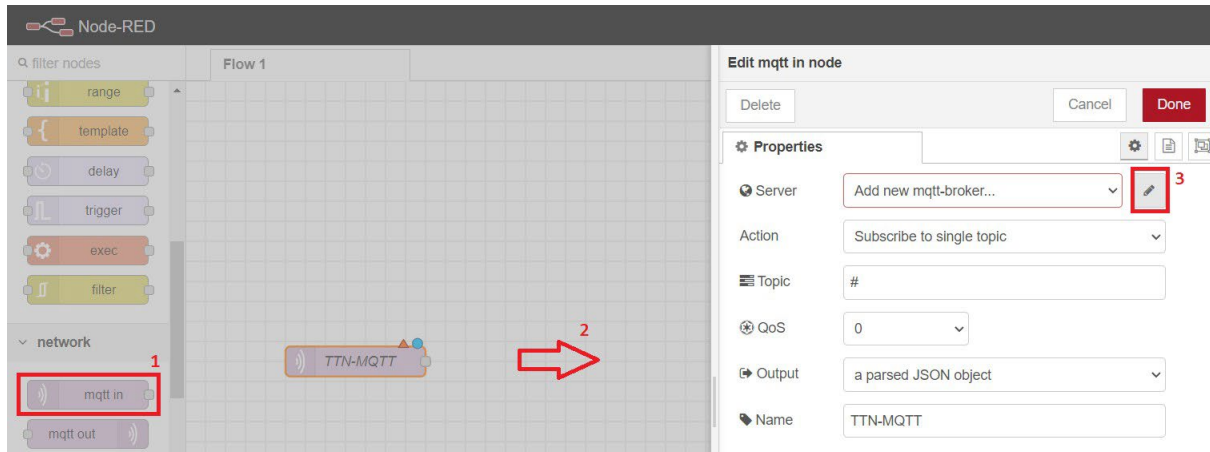 Node-RED
filter nodes
range
template
delay
trigger
exec
filter
network
1
mqtt in
mqtt out
Flow 1
TTN-MQTT
2
Edit mqtt in node
Delete
Cancel
Done
Properties
Server
Add new mqtt-broker...
3
Action
Subscribe to single topic
Topic
#
QoS
0
Output
a parsed JSON object
Name
TTN-MQTT